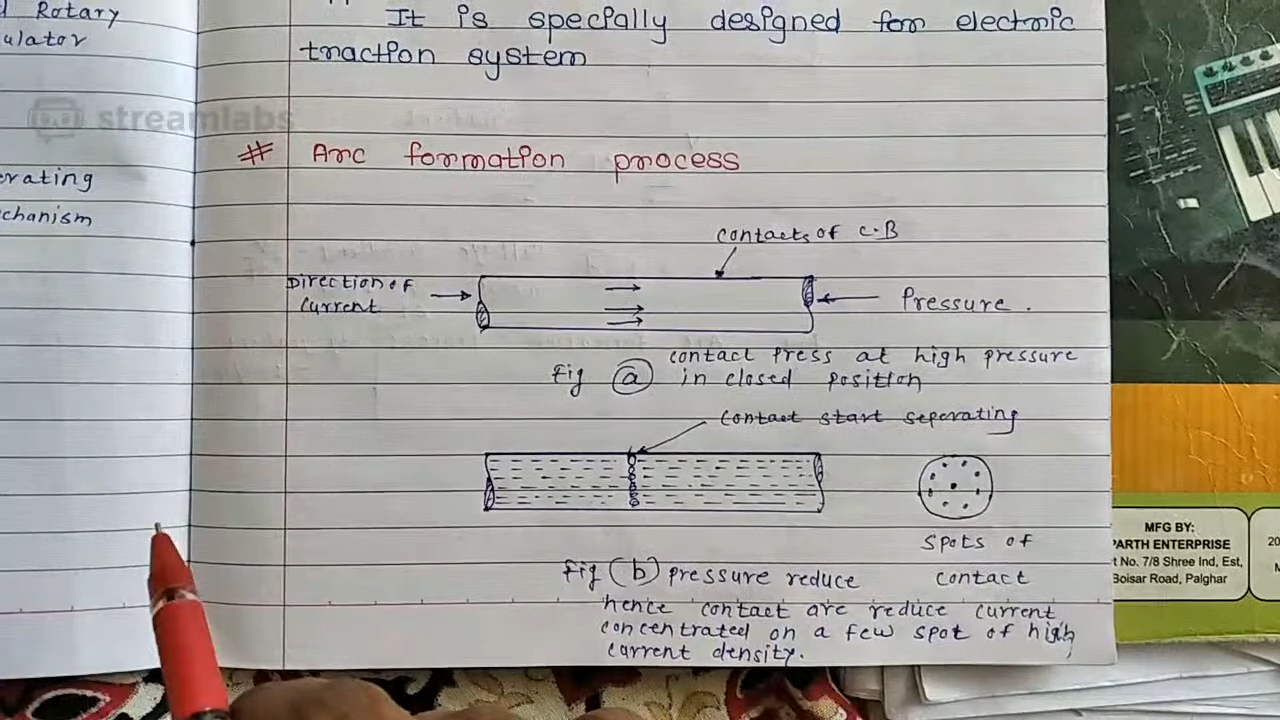 Rotary
ulator
erating
chanism
It is specially designed for electric
traction system
streamlabs
# Arc formation process
contacts of C.B
Direction of
Current
Pressure.
contact press at high pressure
Fig (a) in closed position
contact start seperating
spots of
contact
Fig (b) pressure reduce
hence contact are reduce current
concentrated on a few spot of high
current density.
MFG BY:
PARTH ENTERPRISE
t No. 7/8 Shree Ind, Est,
Boisar Road, Palghar
20